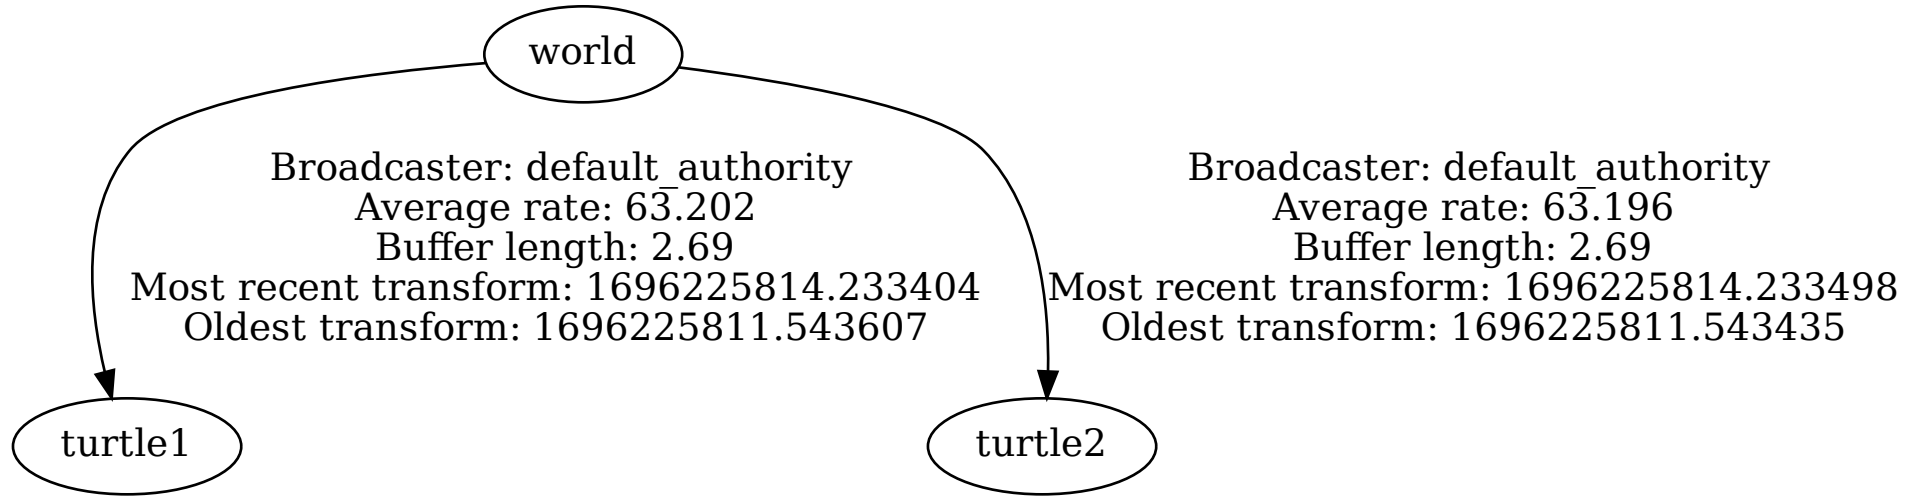 world
Broadcaster: default_authority
Average rate: 63.202
Buffer length: 2.69
Most recent transform: 1696225814.233404
Oldest transform: 1696225811.543607
Broadcaster: default_authority
Average rate: 63.196
Buffer length: 2.69
Most recent transform: 1696225814.233498
Oldest transform: 1696225811.543435
turtle1
turtle2